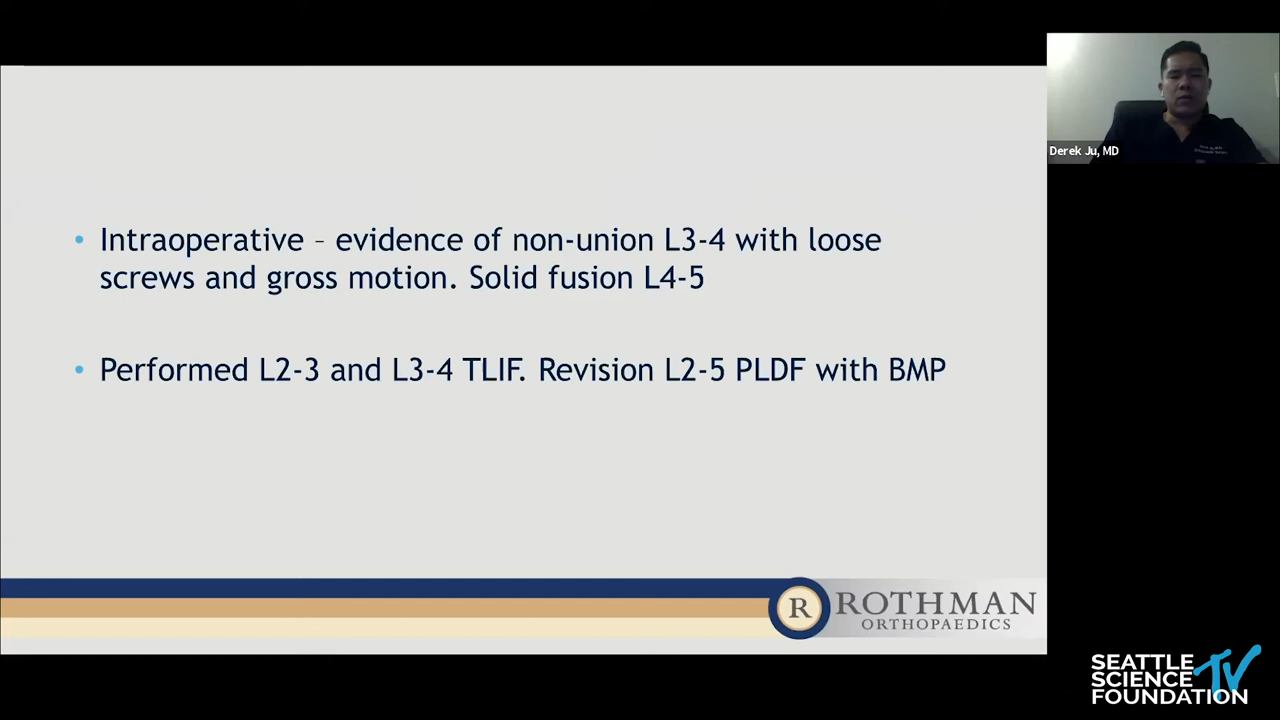 Derek Ju, MD
• Intraoperative – evidence of non-union L3-4 with loose
screws and gross motion. Solid fusion L4-5
• Performed L2-3 and L3-4 TLIF. Revision L2-5 PLDF with BMP
R ROTHMAN
ORTHOPAEDICS
SEATTLE
SCIENCE TV
FOUNDATION